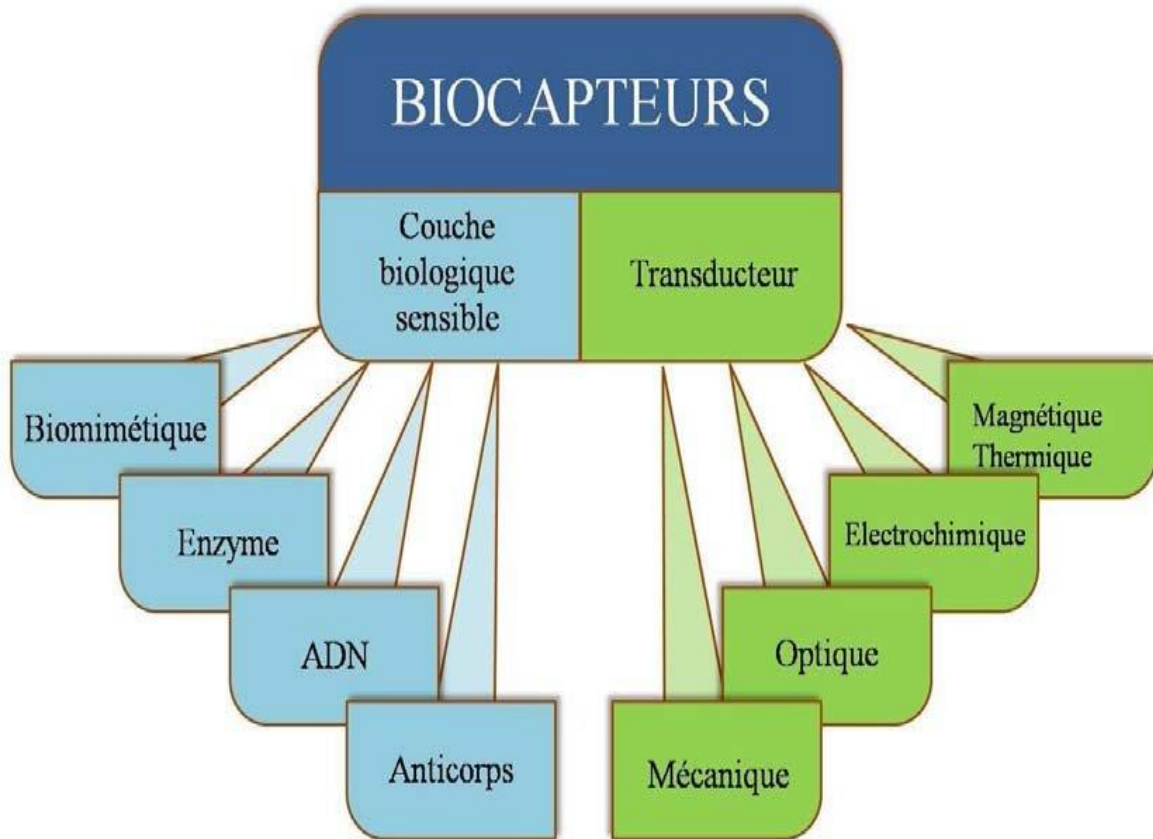 BIOCAPTEURS
Couche
biologique
sensible
Transducteur
Biomimétique
Enzyme
ADN
Anticorps
Magnétique
Thermique
Electrochimique
Optique
Mécanique